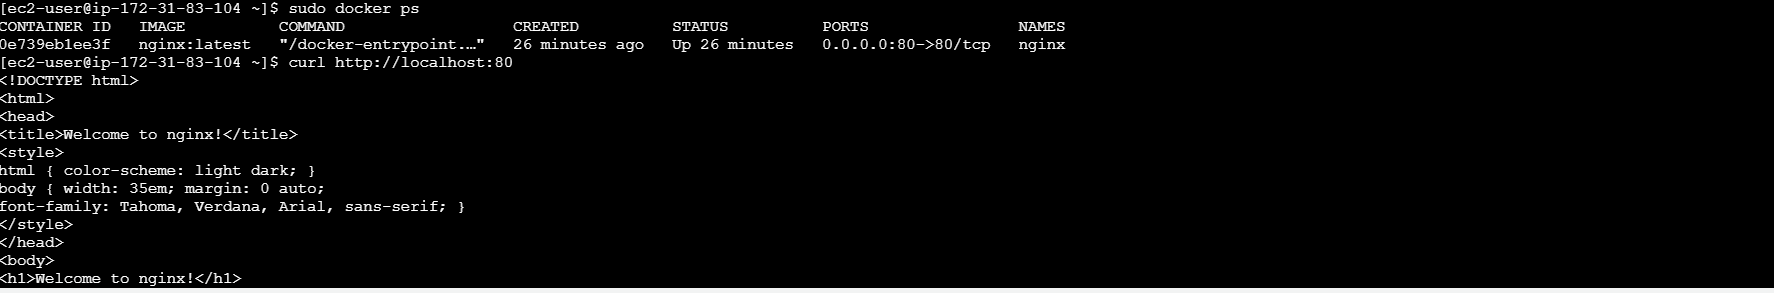 [ec2-user@ip-172-31-83-104 ~]$ sudo docker ps
CONTAINER ID   IMAGE          COMMAND                  CREATED          STATUS          PORTS                NAMES
0e739eb1ee3f   nginx:latest   "/docker-entrypoint.…"   26 minutes ago   Up 26 minutes   0.0.0.0:80->80/tcp   nginx
[ec2-user@ip-172-31-83-104 ~]$ curl http://localhost:80
<!DOCTYPE html>
<html>
<head>
<title>Welcome to nginx!</title>
<style>
html { color-scheme: light dark; }
body { width: 35em; margin: 0 auto;
font-family: Tahoma, Verdana, Arial, sans-serif; }
</style>
</head>
<body>
<h1>Welcome to nginx!</h1>